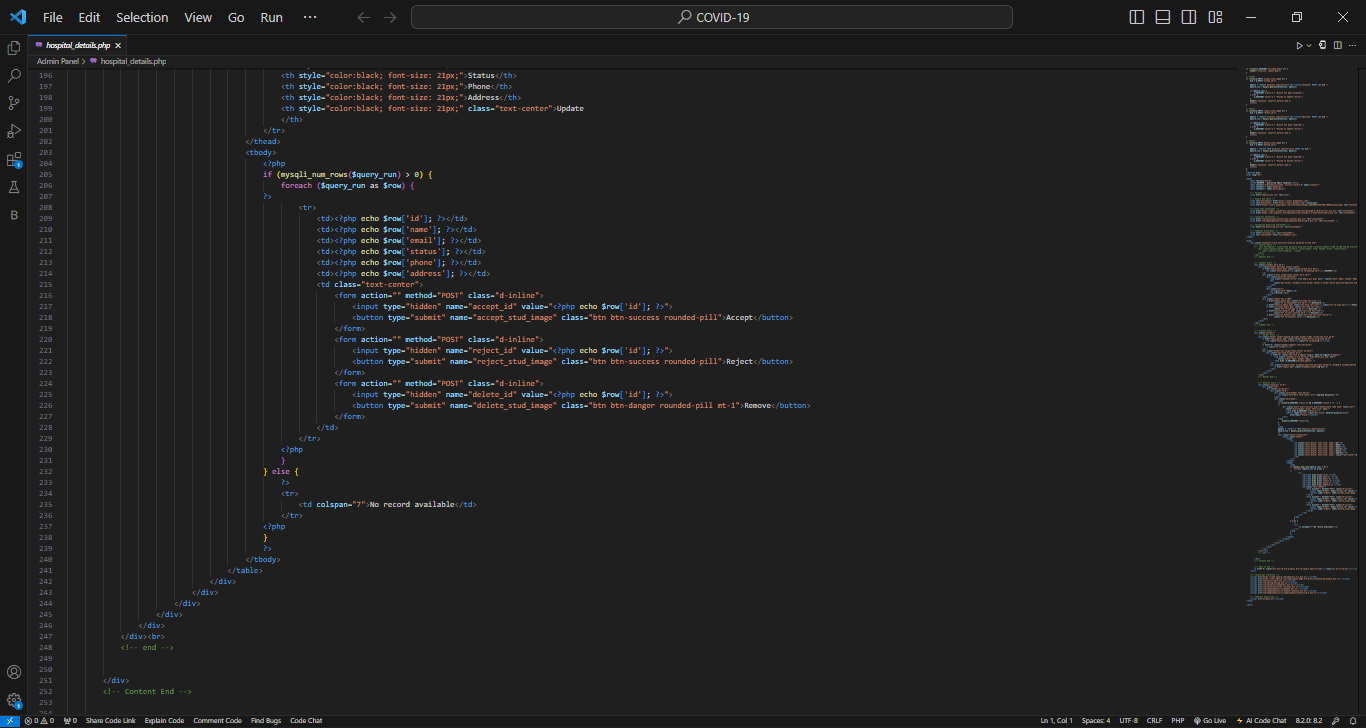 File Edit Selection View Go Run ··· COVID-19
hospital_details.php
Admin Panel > hospital_details.php
196 <th style="color:black; font-size: 21px;">Status</th>
197 <th style="color:black; font-size: 21px;">Phone</th>
198 <th style="color:black; font-size: 21px;">Address</th>
199 <th style="color:black; font-size: 21px;" class="text-center">Update
200 </th>
201 </tr>
202 </thead>
203 <tbody>
204 <?php
205 if (mysqli_num_rows($query_run) > 0) {
206 foreach ($query_run as $row) {
207 ?>
208 <tr>
209 <td><?php echo $row['id']; ?></td>
210 <td><?php echo $row['name']; ?></td>
211 <td><?php echo $row['email']; ?></td>
212 <td><?php echo $row['status']; ?></td>
213 <td><?php echo $row['phone']; ?></td>
214 <td><?php echo $row['address']; ?></td>
215 <td class="text-center">
216 <form action="" method="POST" class="d-inline">
217 <input type="hidden" name="accept_id" value="<?php echo $row['id']; ?>">
218 <button type="submit" name="accept_stud_image" class="btn btn-success rounded-pill">Accept</button>
219 </form>
220 <form action="" method="POST" class="d-inline">
221 <input type="hidden" name="reject_id" value="<?php echo $row['id']; ?>">
222 <button type="submit" name="reject_stud_image" class="btn btn-success rounded-pill">Reject</button>
223 </form>
224 <form action="" method="POST" class="d-inline">
225 <input type="hidden" name="delete_id" value="<?php echo $row['id']; ?>">
226 <button type="submit" name="delete_stud_image" class="btn btn-danger rounded-pill mt-1">Remove</button>
227 </form>
228 </td>
229 </tr>
230 <?php
231 }
232 } else {
233 ?>
234 <tr>
235 <td colspan="7">No record available</td>
236 </tr>
237 <?php
238 }
239 ?>
240 </tbody>
241 </table>
242 </div>
243 </div>
244 </div>
245 </div>
246 </div>
247 </div><br>
248 <!-- end -->
249
250
251 </div>
252 <!-- Content End -->
253
0 0 0 Share Code Link Explain Code Comment Code Find Bugs Code Chat Ln 1, Col 1 Spaces: 4 UTF-8 CRLF PHP Go Live AI Code Chat 8.2.0: 8.2